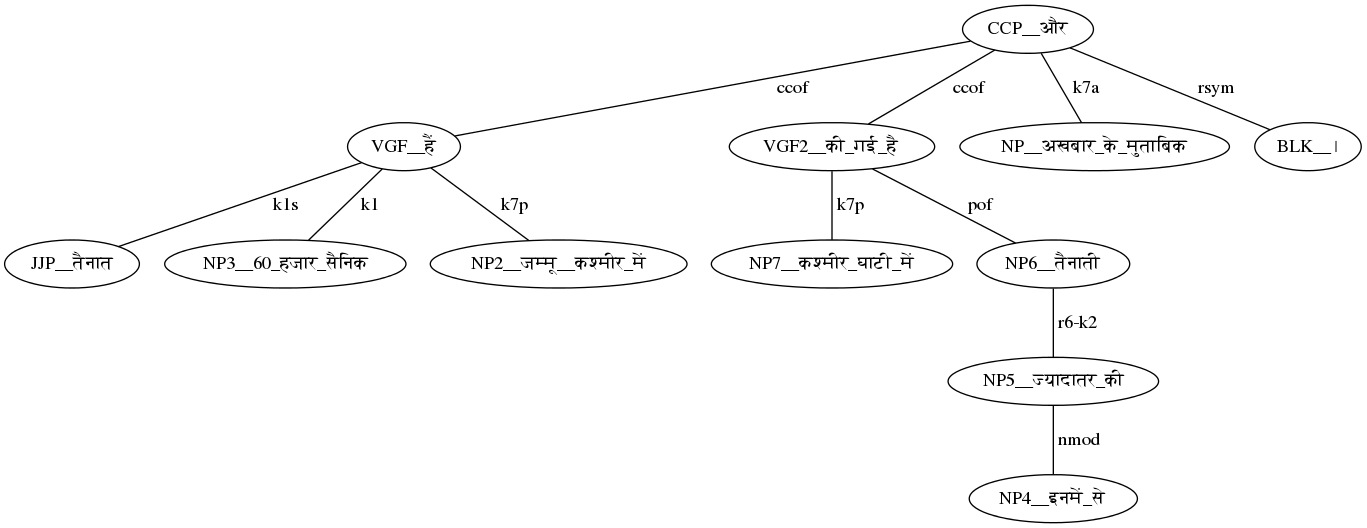 CCP__और
ccof ccof k7a rsym
VGF__हैं VGF2__की_गई_है NP__अखबार_के_मुताबिक BLK__।
k1s k1 k7p k7p pof
JJP__तैनात NP3__60_हजार_सैनिक NP2__जम्मू__कश्मीर_में NP7__कश्मीर_घाटी_में NP6__तैनाती
r6-k2
NP5__ज्यादातर_की
nmod
NP4__इनमें_से